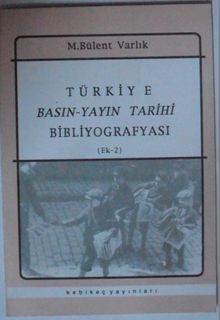 M.Bülent Varlık
TÜRKİYE
BASIN-YAYIN TARİHİ
BİBLİYOGRAFYASI
(Ek-2)
kebikeç yayınları